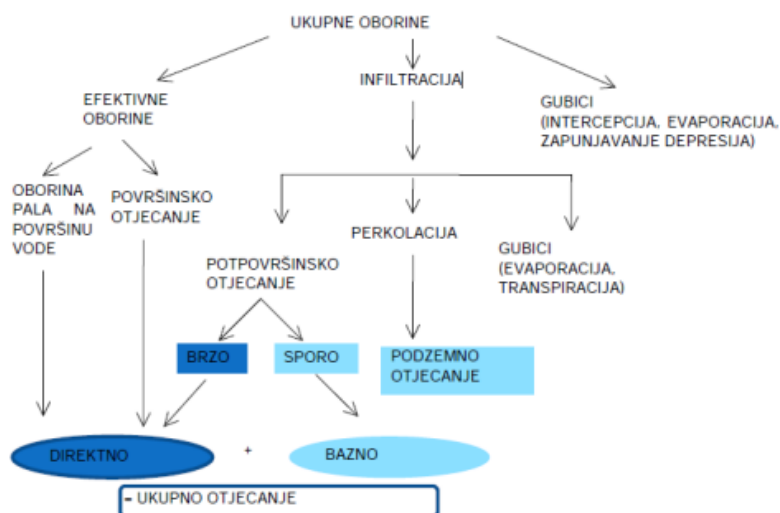 UKUPNE OBORINE
INFILTRACIJA
EFEKTIVNE
OBORINE
GUBICI
(INTERCEPCIJA, EVAPORACIJA,
ZAPUNJAVANJE DEPRESIJA)
OBORINA
PALA NA
POVRŠINU
VODE
POVRŠINSKO
OTJECANJE
PERKOLACIJA
GUBICI
(EVAPORACIJA,
TRANSPIRACIJA)
POTPOVRŠINSKO
OTJECANJE
BRZO
SPORO
PODZEMNO
OTJECANJE
DIREKTNO
+
BAZNO
= UKUPNO OTJECANJE